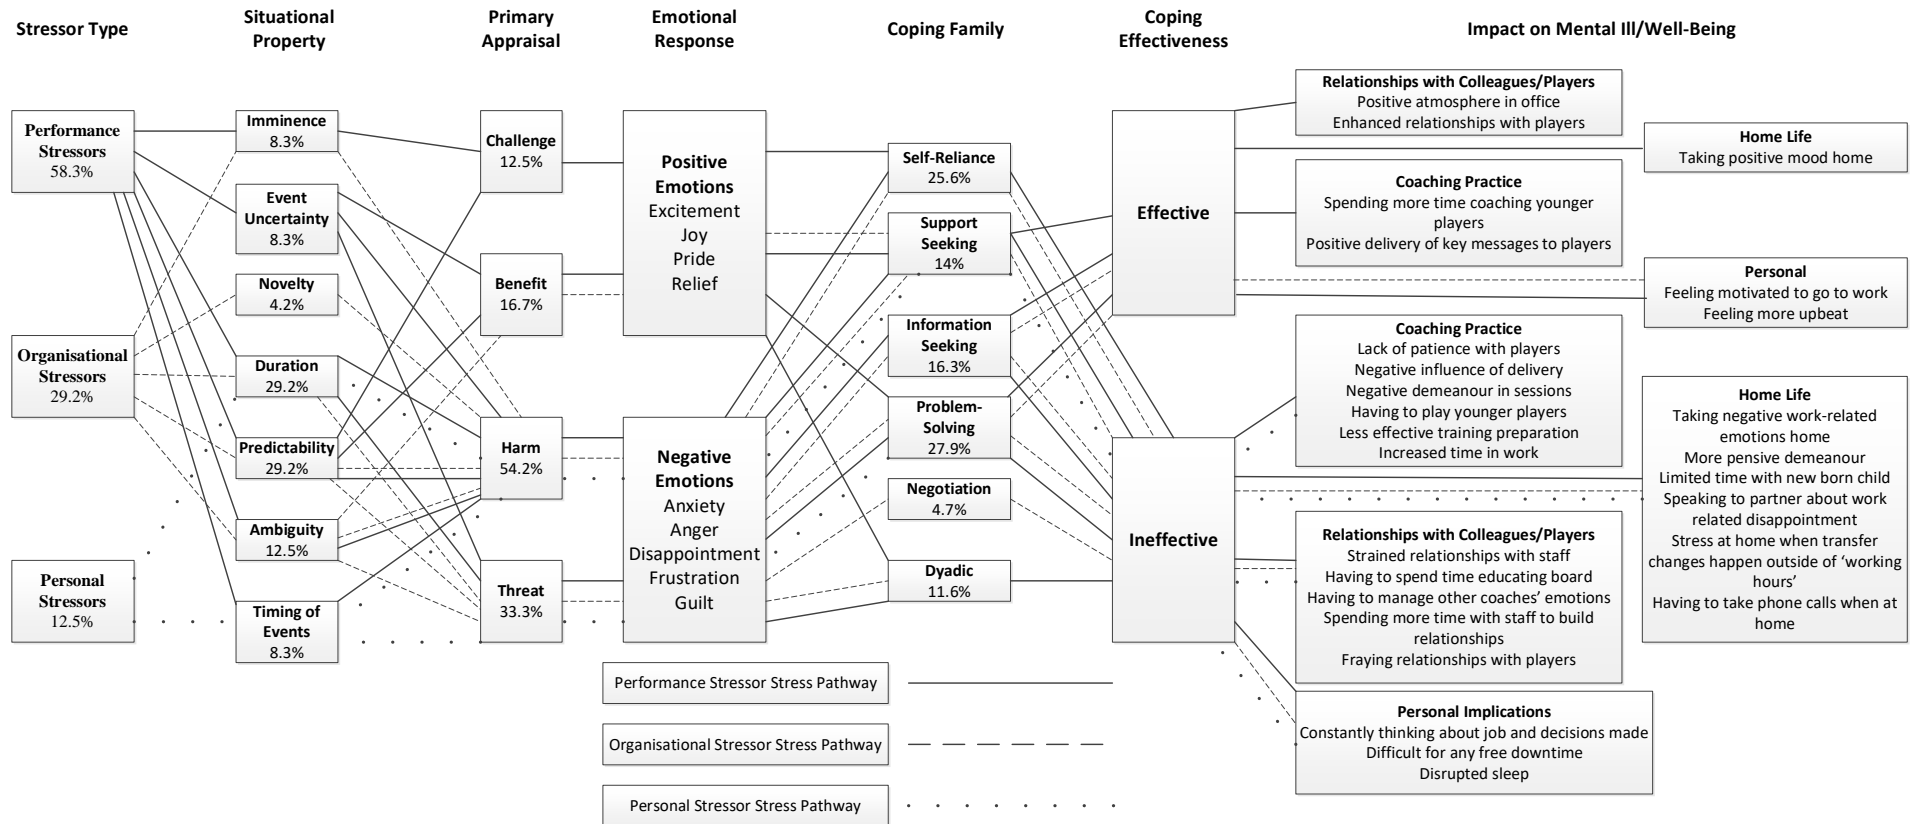 Stressor Type
Situational
Property
Primary
Appraisal
Emotional
Response
Coping Family
Coping
Effectiveness
Impact on Mental Ill/Well-Being
Performance
Stressors
58.3%
Organisational
Stressors
29.2%
Personal
Stressors
12.5%
Imminence
8.3%
Event
Uncertainty
8.3%
Novelty
4.2%
Duration
29.2%
Predictability
29.2%
Ambiguity
12.5%
Timing of
Events
8.3%
Challenge
12.5%
Benefit
16.7%
Harm
54.2%
Threat
33.3%
Positive
Emotions
Excitement
Joy
Pride
Relief
Negative
Emotions
Anxiety
Anger
Disappointment
Frustration
Guilt
Self-Reliance
25.6%
Support
Seeking
14%
Information
Seeking
16.3%
Problem-
Solving
27.9%
Negotiation
4.7%
Dyadic
11.6%
Effective
Ineffective
Relationships with Colleagues/Players
Positive atmosphere in office
Enhanced relationships with players
Home Life
Taking positive mood home
Coaching Practice
Spending more time coaching younger
players
Positive delivery of key messages to players
Personal
Feeling motivated to go to work
Feeling more upbeat
Coaching Practice
Lack of patience with players
Negative influence of delivery
Negative demeanour in sessions
Having to play younger players
Less effective training preparation
Increased time in work
Home Life
Taking negative work-related
emotions home
More pensive demeanour
Limited time with new born child
Speaking to partner about work
related disappointment
Stress at home when transfer
changes happen outside of ‘working
hours’
Having to take phone calls when at
home
Relationships with Colleagues/Players
Strained relationships with staff
Having to spend time educating board
Having to manage other coaches’ emotions
Spending more time with staff to build
relationships
Fraying relationships with players
Personal Implications
Constantly thinking about job and decisions made
Difficult for any free downtime
Disrupted sleep
Performance Stressor Stress Pathway
Organisational Stressor Stress Pathway
Personal Stressor Stress Pathway